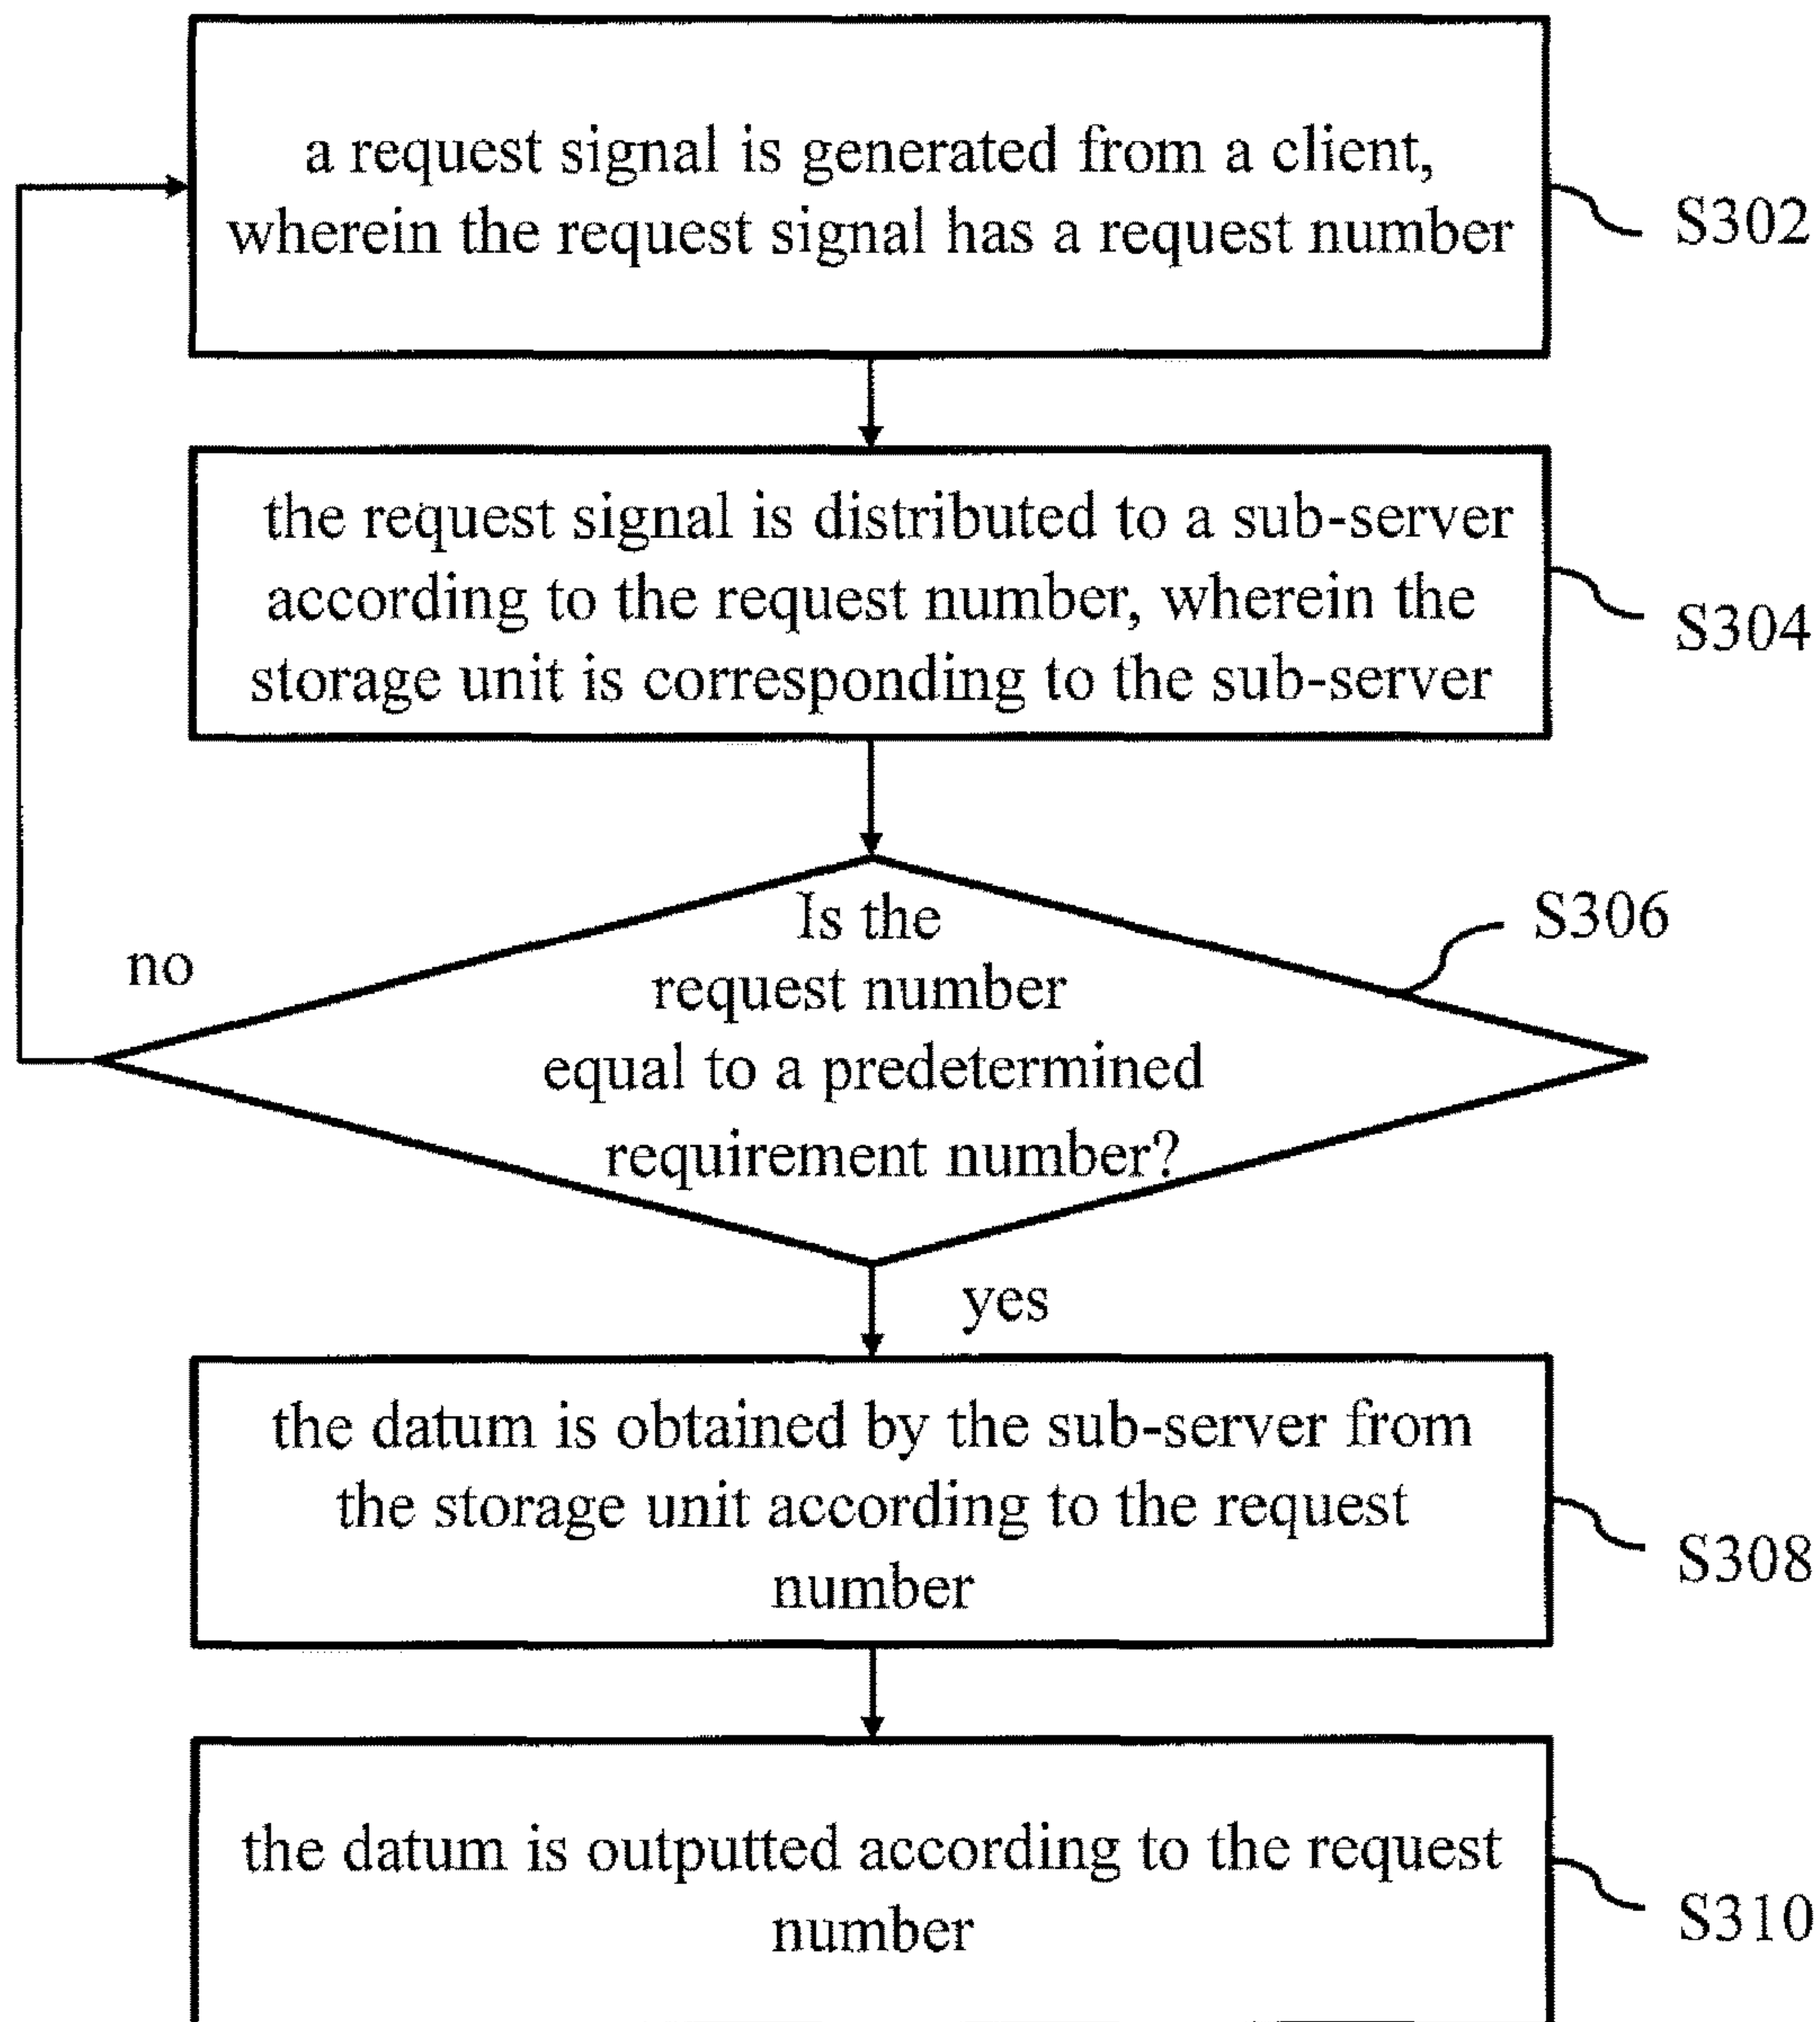 a request signal is generated from a client,
wherein the request signal has a request number
S302
the request signal is distributed to a sub-server
according to the request number, wherein the
storage unit is corresponding to the sub-server
S304
Is the
request number
equal to a predetermined
requirement number?
S306
no
yes
the datum is obtained by the sub-server from
the storage unit according to the request
number
S308
the datum is outputted according to the request
number
S310